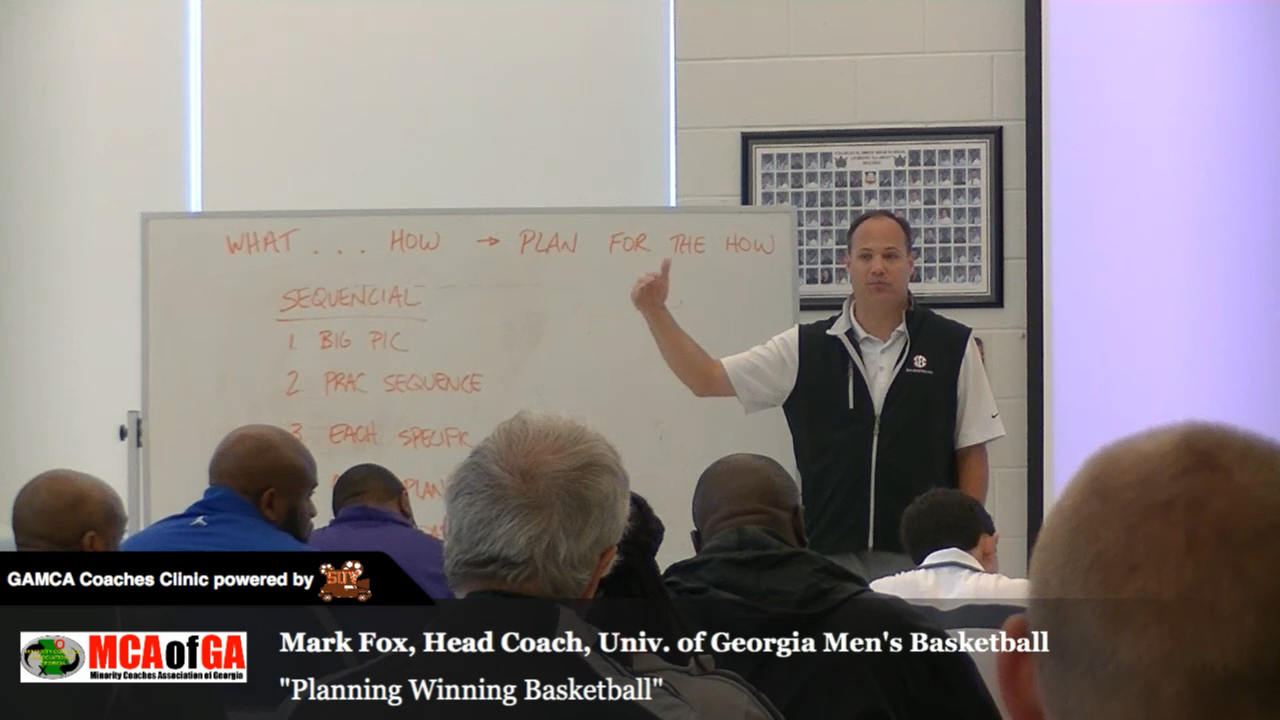 WHAT . . . HOW → PLAN FOR THE HOW
SEQUENCIAL
1. BIG PIC
2 PRAC SEQUENCE
3 EACH SPECIFIC
PLAN
SEC
GAMCA Coaches Clinic powered by
MCAofGA
Minority Coaches Association of Georgia
Mark Fox, Head Coach, Univ. of Georgia Men's Basketball
"Planning Winning Basketball"